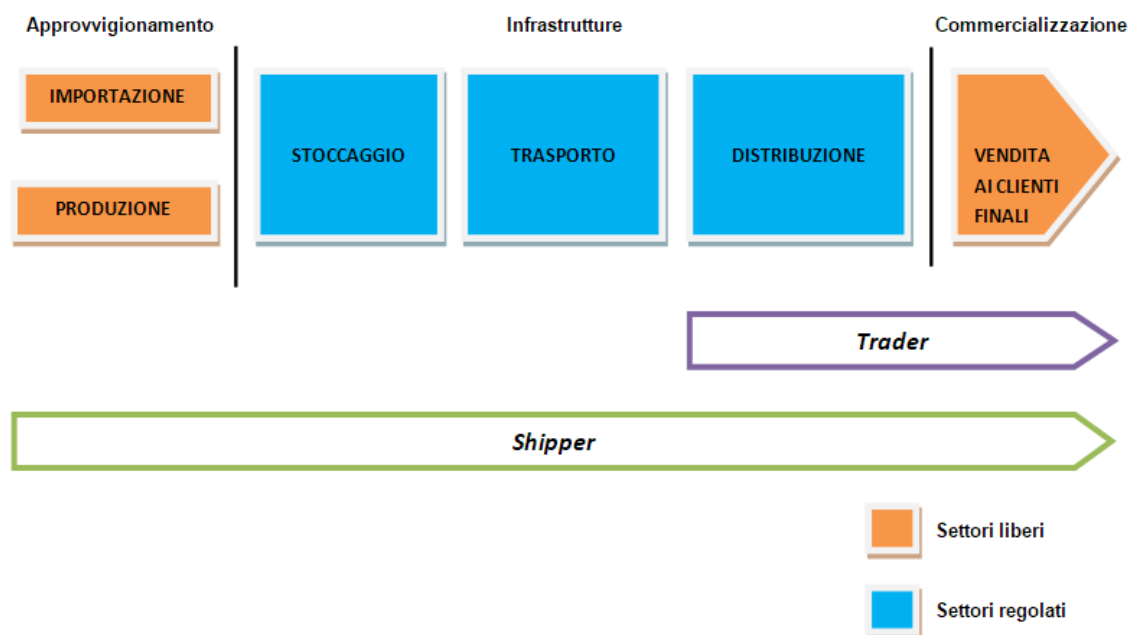 Approvvigionamento
Infrastrutture
Commercializzazione
IMPORTAZIONE
PRODUZIONE
STOCCAGGIO
TRASPORTO
DISTRIBUZIONE
VENDITA
AI CLIENTI
FINALI
Trader
Shipper
Settori liberi
Settori regolati